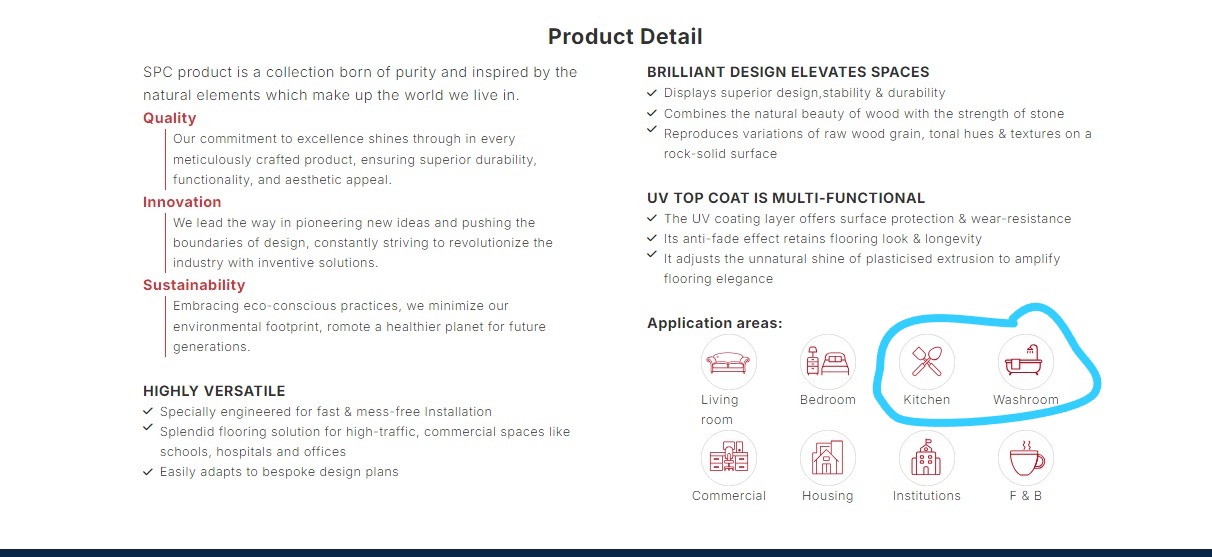 Product Detail
SPC product is a collection born of purity and inspired by the
natural elements which make up the world we live in.
Quality
Our commitment to excellence shines through in every
meticulously crafted product, ensuring superior durability,
functionality, and aesthetic appeal.
Innovation
We lead the way in pioneering new ideas and pushing the
boundaries of design, constantly striving to revolutionize the
industry with inventive solutions.
Sustainability
Embracing eco-conscious practices, we minimize our
environmental footprint, romote a healthier planet for future
generations.
HIGHLY VERSATILE
Specially engineered for fast & mess-free Installation
Splendid flooring solution for high-traffic, commercial spaces like
schools, hospitals and offices
Easily adapts to bespoke design plans
BRILLIANT DESIGN ELEVATES SPACES
Displays superior design,stability & durability
Combines the natural beauty of wood with the strength of stone
Reproduces variations of raw wood grain, tonal hues & textures on a
rock-solid surface
UV TOP COAT IS MULTI-FUNCTIONAL
The UV coating layer offers surface protection & wear-resistance
Its anti-fade effect retains flooring look & longevity
It adjusts the unnatural shine of plasticised extrusion to amplify
flooring elegance
Application areas:
Living
room
Bedroom
Kitchen
Washroom
Commercial
Housing
Institutions
F & B